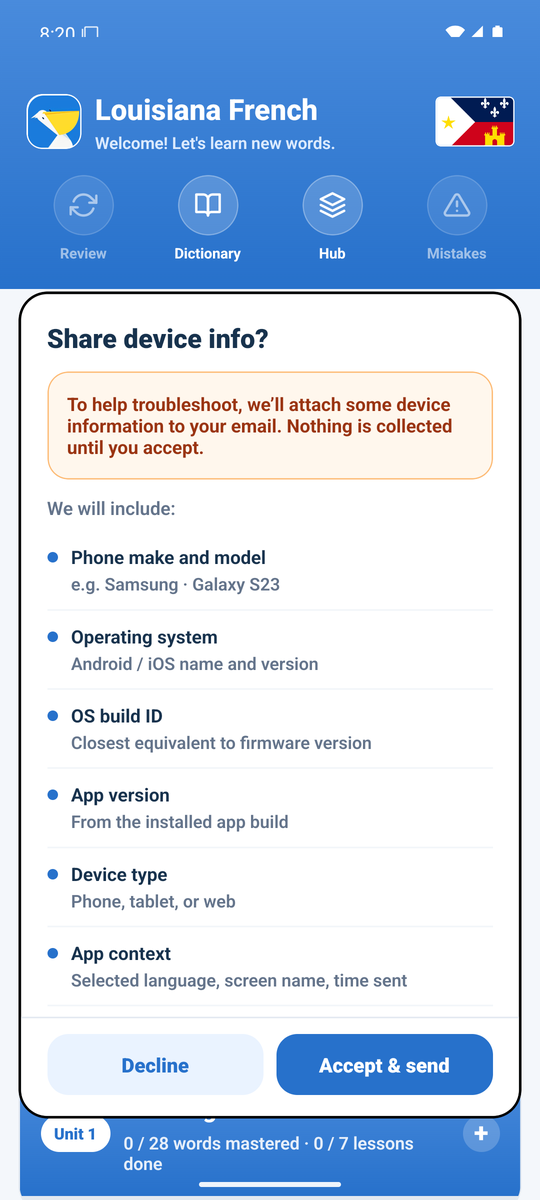 8:20
Louisiana French
Welcome! Let's learn new words.
Review
Dictionary
Hub
Mistakes
Share device info?
To help troubleshoot, we’ll attach some device
information to your email. Nothing is collected
until you accept.
We will include:
Phone make and model
e.g. Samsung · Galaxy S23
Operating system
Android / iOS name and version
OS build ID
Closest equivalent to firmware version
App version
From the installed app build
Device type
Phone, tablet, or web
App context
Selected language, screen name, time sent
Decline
Accept & send
Unit 1
0 / 28 words mastered · 0 / 7 lessons
done